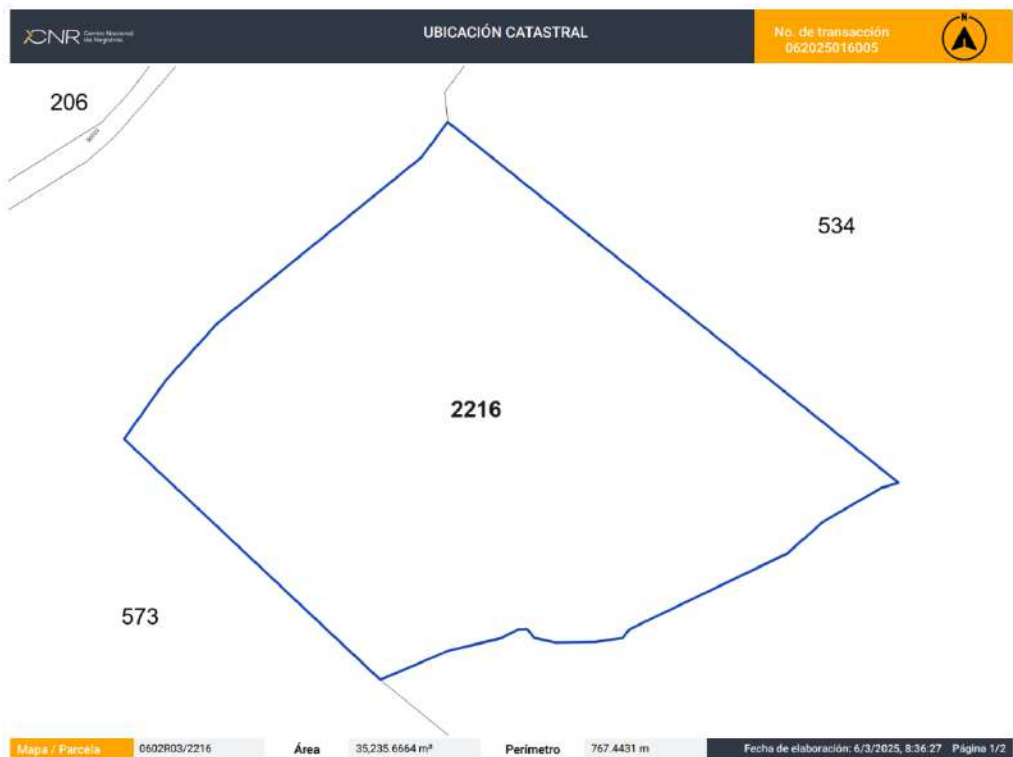 CNR Centro Nacional
de Registros
UBICACIÓN CATASTRAL
No. de transacción
062025016005
N
206
534
2216
573
Mapa / Parcela 0602R03/2216 Área 35,235.6664 m² Perímetro 767.4431 m Fecha de elaboración: 6/3/2025, 8:36:27 Página 1/2